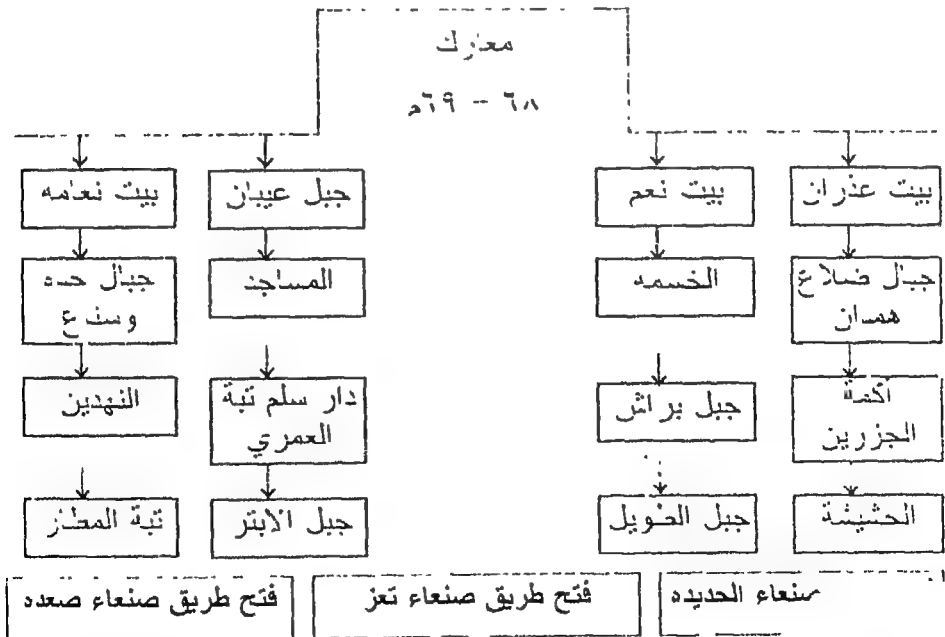 معارك
٦٨ - ٦٩م
بيت عذران
بيت نعم
جبل عيبان
بيت نعامه
جبال ضلاع
همدان
الخسمه
المساجد
جبال حده
وسنع
أكمة
الجزرين
جبل براش
دار سلم تبة
العمري
النهدين
الحشيشة
جبل الطويل
جبل الابتر
تبة المطار
صنعاء الحديده
فتح طريق صنعاء تعز
فتح طريق صنعاء صعده